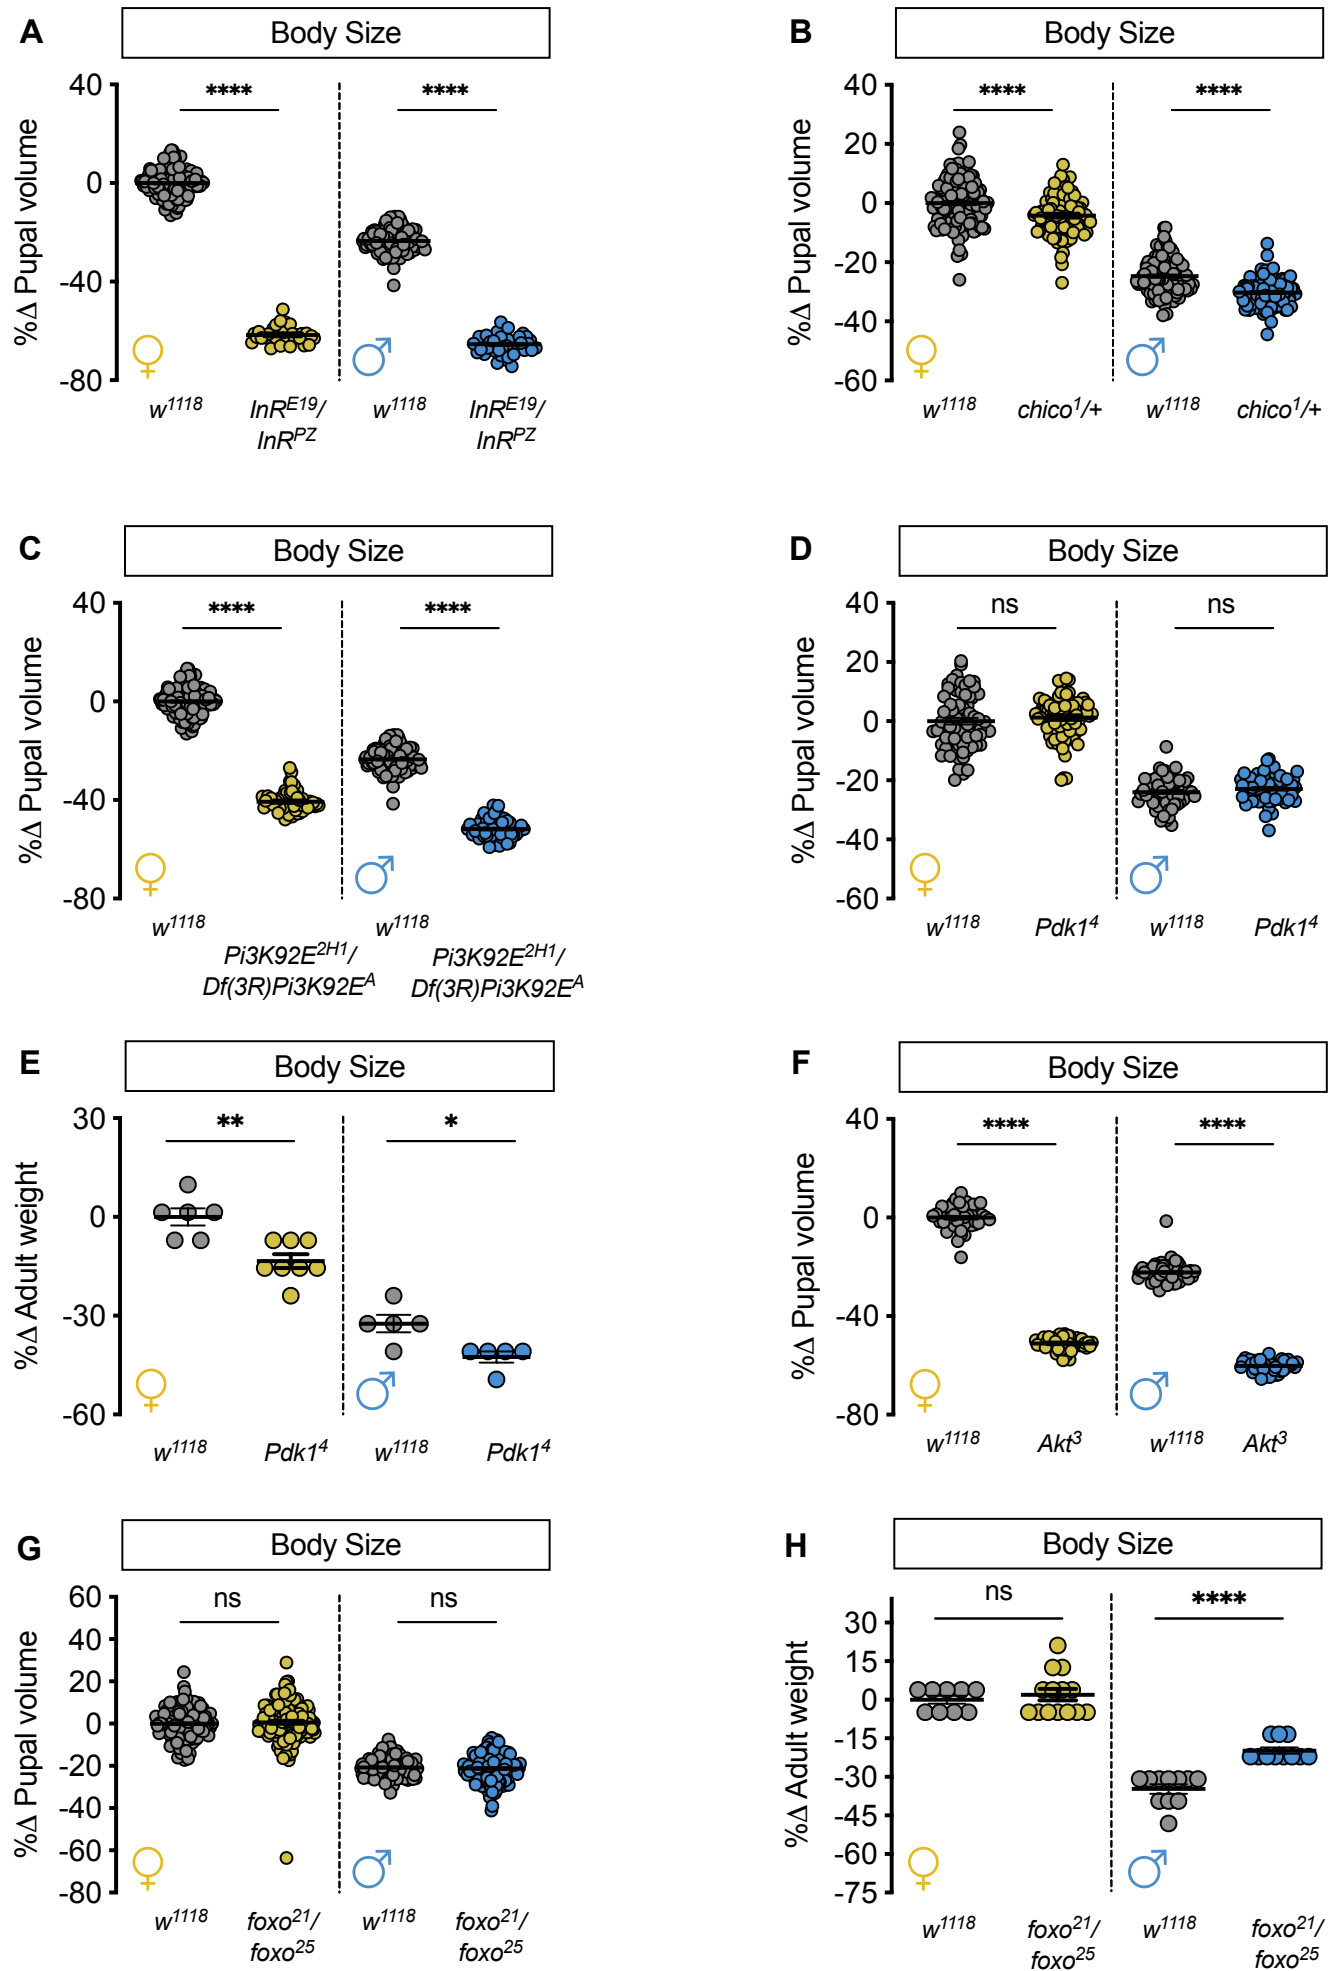 A
Body Size
40
0
-40
-80
%Δ Pupal volume
****
****
♀
♂
w1118
InRE19/
InRPZ
w1118
InRE19/
InRPZ
B
Body Size
40
20
0
-20
-40
-60
%Δ Pupal volume
****
****
♀
♂
w1118
chico1/+
w1118
chico1/+
C
Body Size
40
0
-40
-80
%Δ Pupal volume
****
****
♀
♂
w1118
Pi3K92E2H1/
Df(3R)Pi3K92EA
w1118
Pi3K92E2H1/
Df(3R)Pi3K92EA
D
Body Size
40
20
0
-20
-40
-60
%Δ Pupal volume
ns
ns
♀
♂
w1118
Pdk14
w1118
Pdk14
E
Body Size
30
0
-30
-60
%Δ Adult weight
**
*
♀
♂
w1118
Pdk14
w1118
Pdk14
F
Body Size
40
0
-40
-80
%Δ Pupal volume
****
****
♀
♂
w1118
Akt3
w1118
Akt3
G
Body Size
60
40
20
0
-20
-40
-60
-80
%Δ Pupal volume
ns
ns
♀
♂
w1118
foxo21/
foxo25
w1118
foxo21/
foxo25
H
Body Size
30
15
0
-15
-30
-45
-60
-75
%Δ Adult weight
ns
****
♀
♂
w1118
foxo21/
foxo25
w1118
foxo21/
foxo25